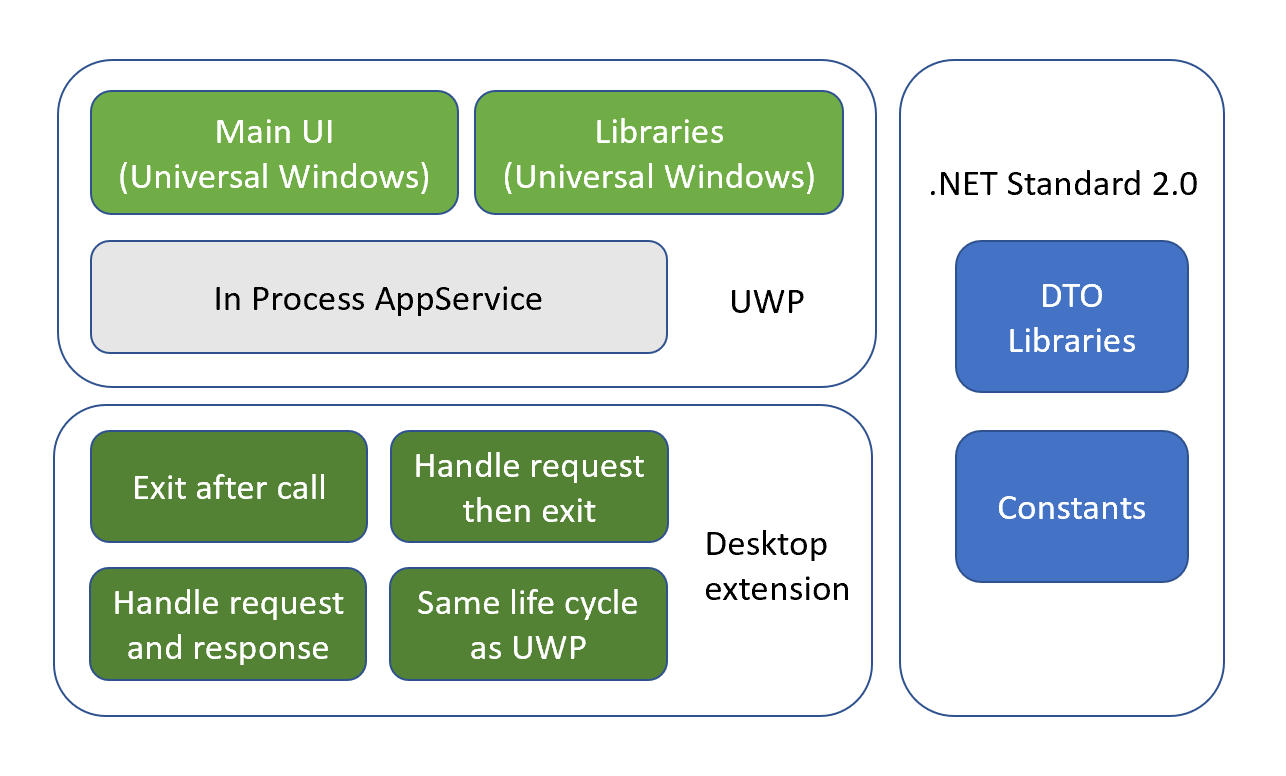 Main UI
(Universal Windows)
Libraries
(Universal Windows)
In Process AppService
UWP
Exit after call
Handle request
then exit
Handle request
and response
Same life cycle
as UWP
Desktop
extension
.NET Standard 2.0
DTO
Libraries
Constants